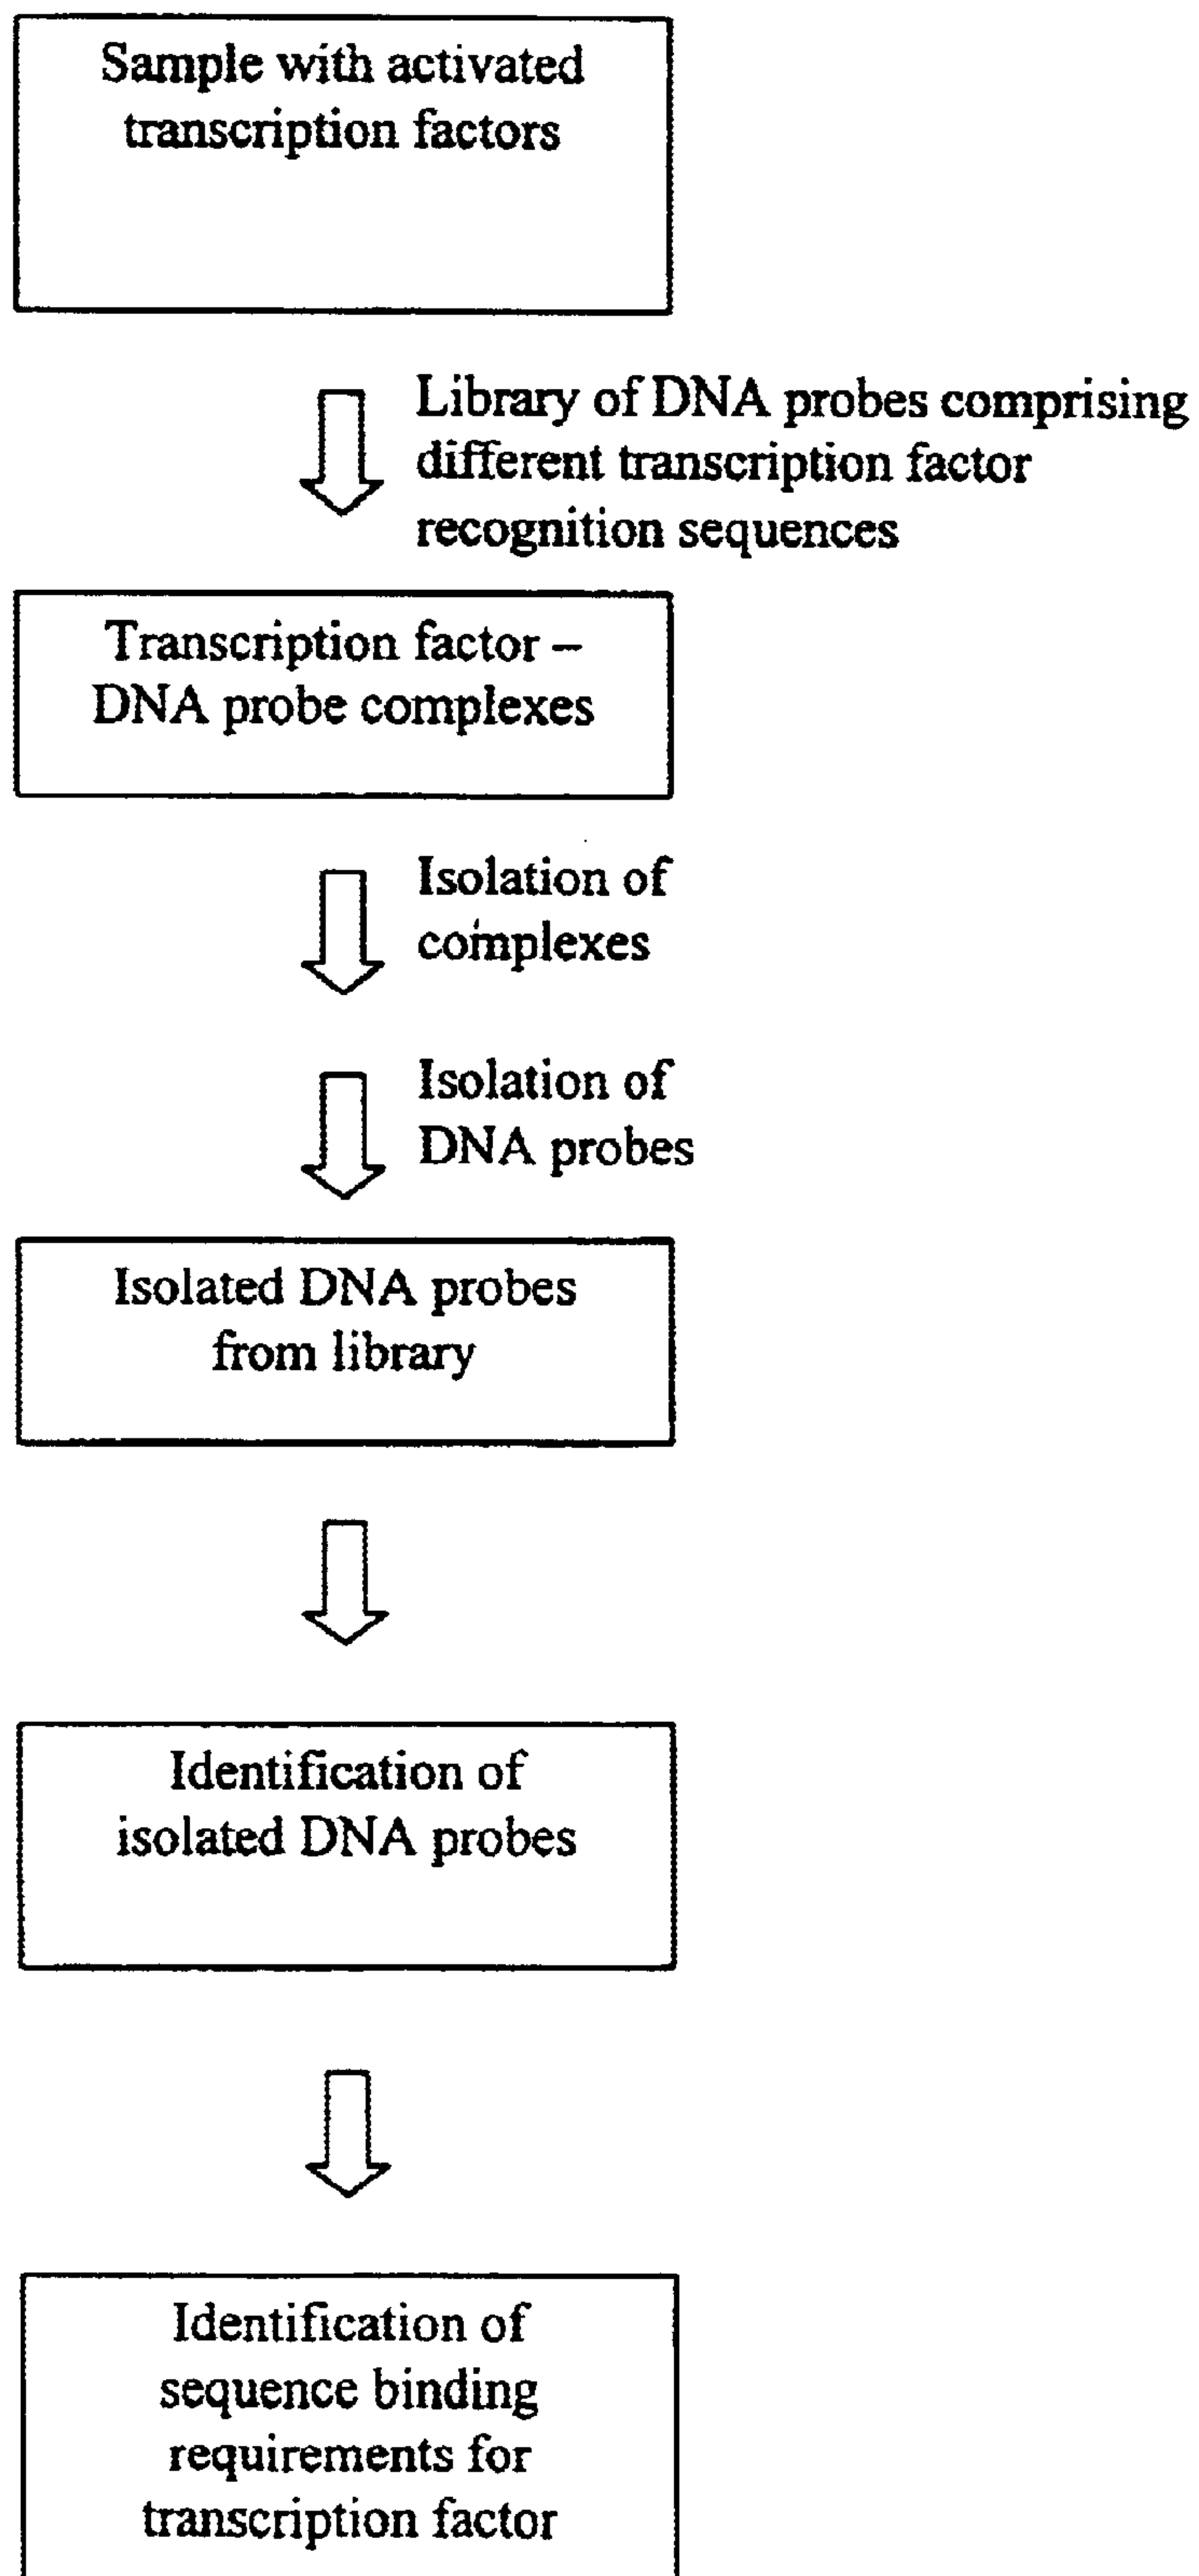 Sample with activated
transcription factors
Library of DNA probes comprising
different transcription factor
recognition sequences
Transcription factor –
DNA probe complexes
Isolation of
complexes
Isolation of
DNA probes
Isolated DNA probes
from library
Identification of
isolated DNA probes
Identification of
sequence binding
requirements for
transcription factor